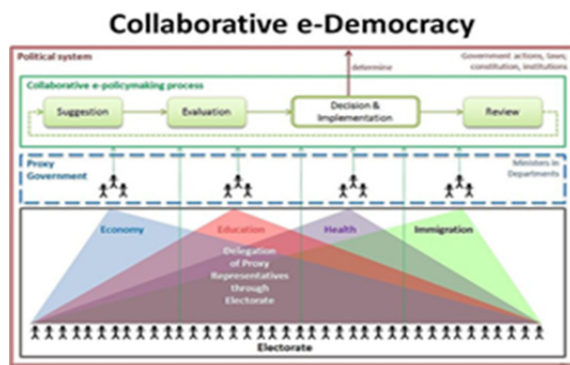 Collaborative e-Democracy
Political system
Government actions, laws,
constitution, institutions
determine
Collaborative e-policymaking process
Suggestion
Evaluation
Decision &
Implementation
Review
Proxy
Government
Ministers in
Departments
Economy
Education
Health
Immigration
Delegation
of Proxy
Representatives
through
Electorate
Electorate